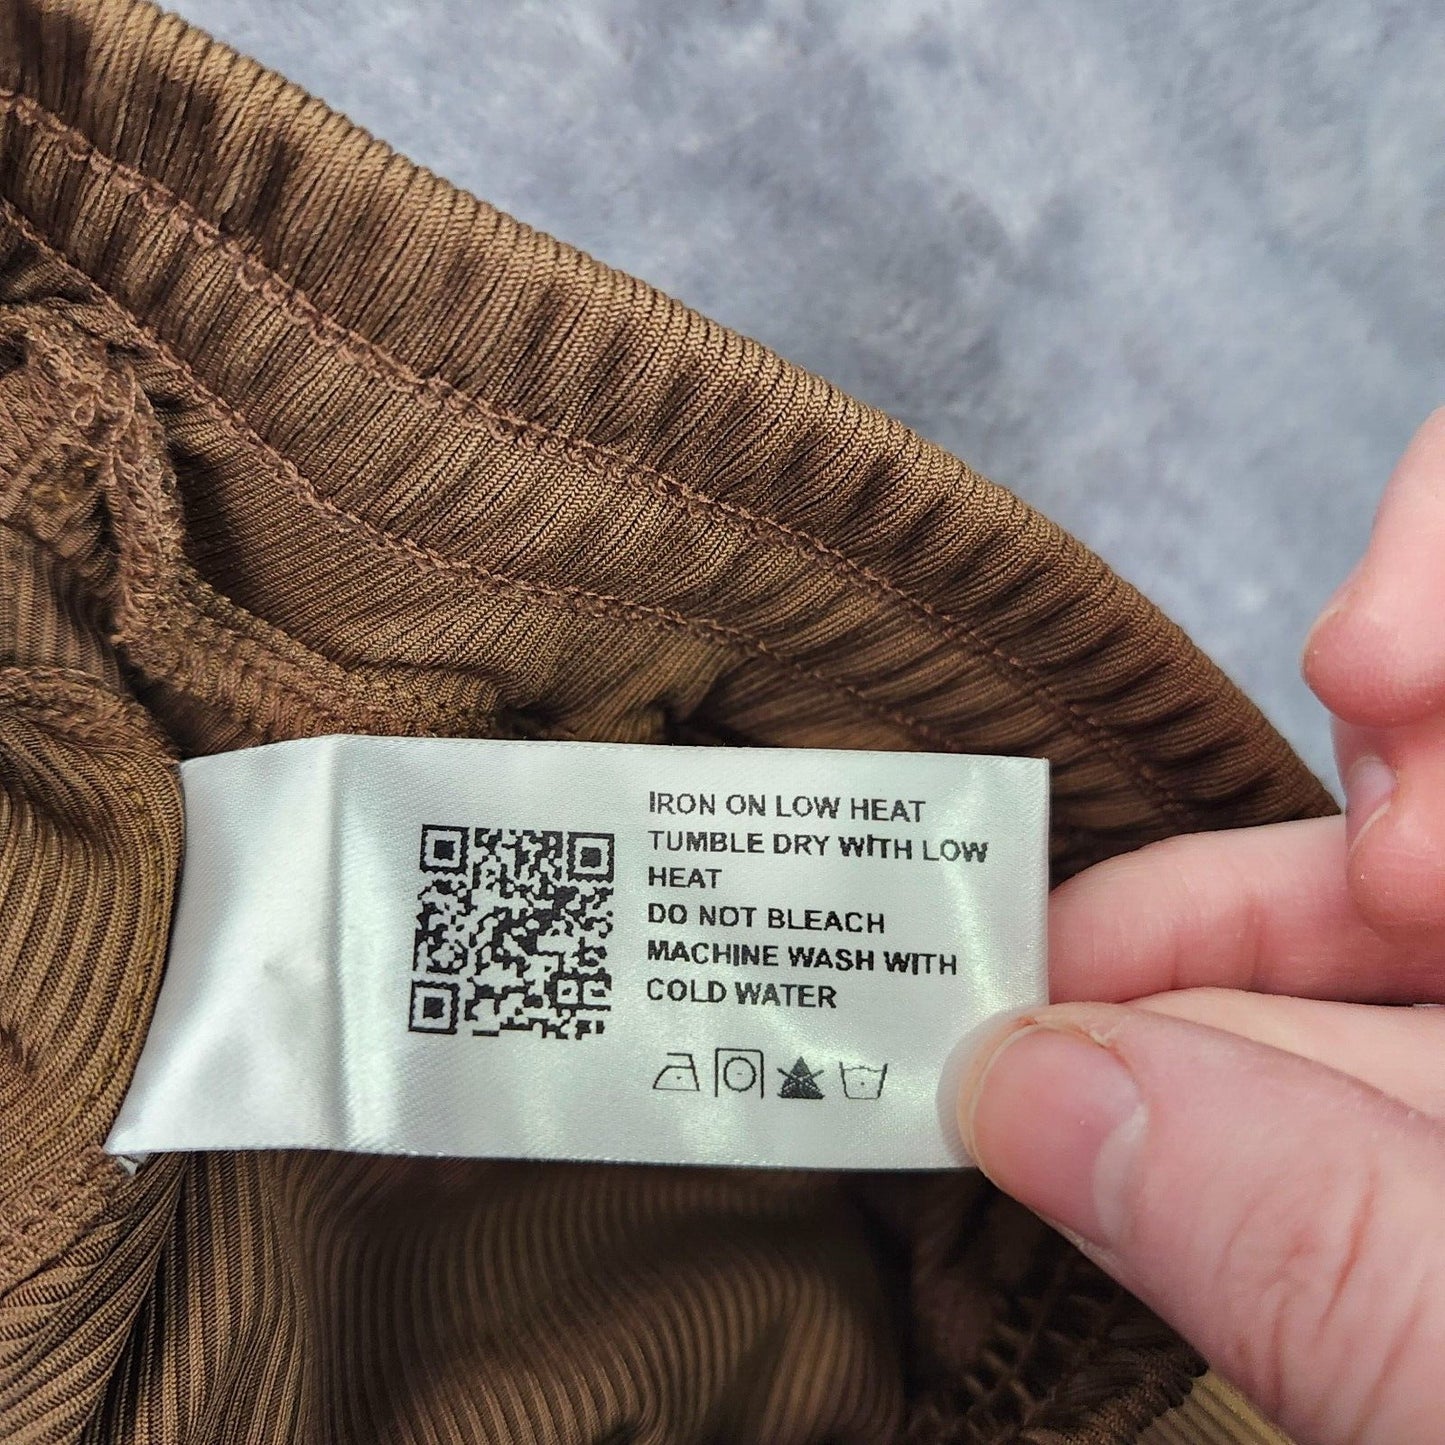 IRON ON LOW HEAT
TUMBLE DRY WITH LOW
HEAT
DO NOT BLEACH
MACHINE WASH WITH
COLD WATER